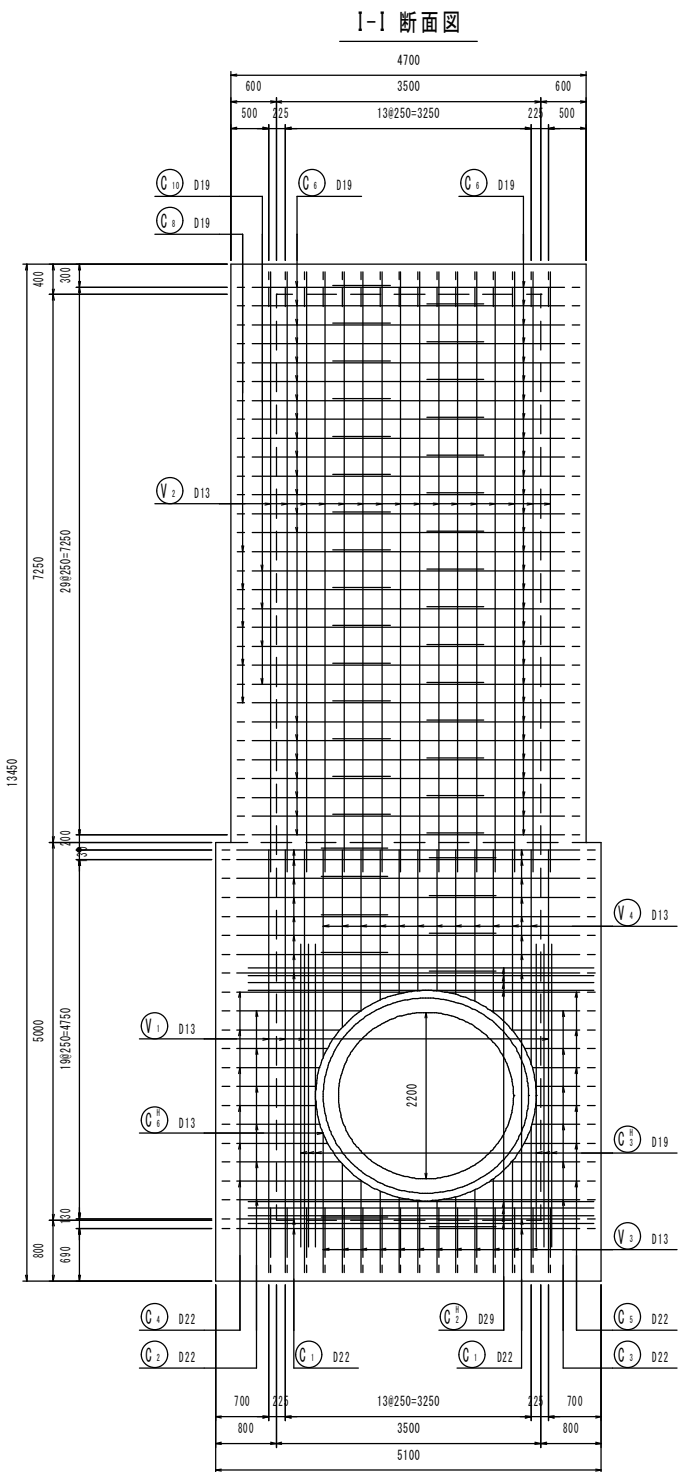 I-I 断面図
4700
600 3500 600
500 225 13@250=3250 225 500
C10 D19
C6 D19
C6 D19
C8 D19
400
300
V2 D13
7250
29@250=7250
13450
200
130
V4 D13
5000
19@250=4750
V1 D13
2200
CH6 D13
CH3 D19
130
800
690
V3 D13
C4 D22
CH2 D29
C5 D22
C2 D22
C1 D22
C1 D22
C3 D22
700 225 13@250=3250 225 700
800 3500 800
5100